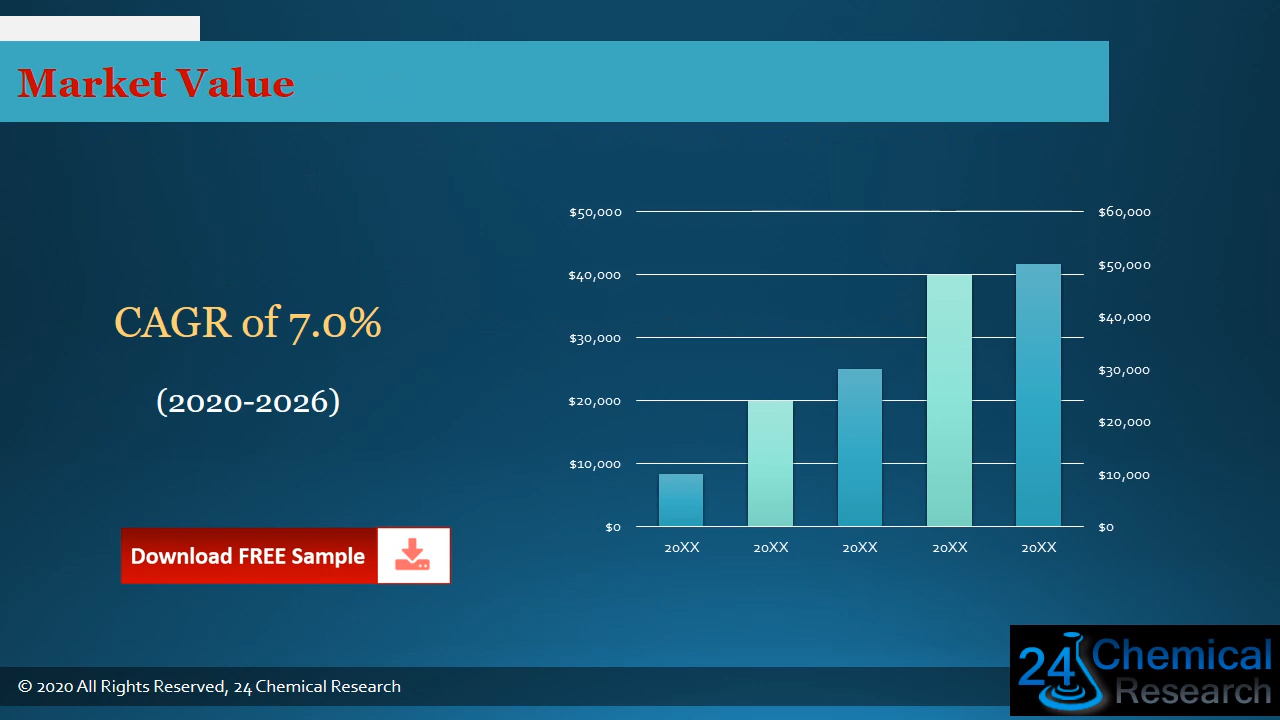 Market Value
CAGR of 7.0%
(2020-2026)
Download FREE Sample
$50,000
$40,000
$30,000
$20,000
$10,000
$0
$60,000
$50,000
$40,000
$30,000
$20,000
$10,000
$0
20XX 20XX 20XX 20XX 20XX
© 2020 All Rights Reserved, 24 Chemical Research
24 Chemical
Research